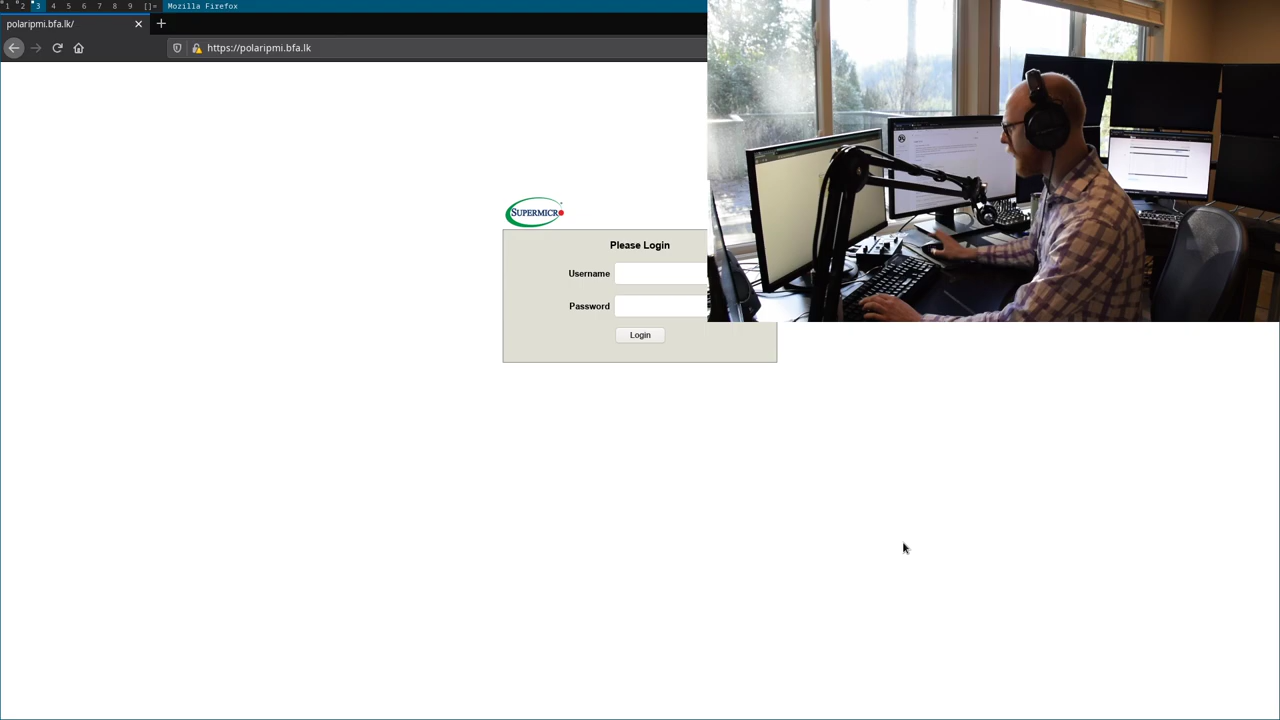 1 2 3 4 5 6 7 8 9 []= Mozilla Firefox
polaripmi.bfa.lk/
https://polaripmi.bfa.lk
SUPERMICR
Please Login
Username
Password
Login